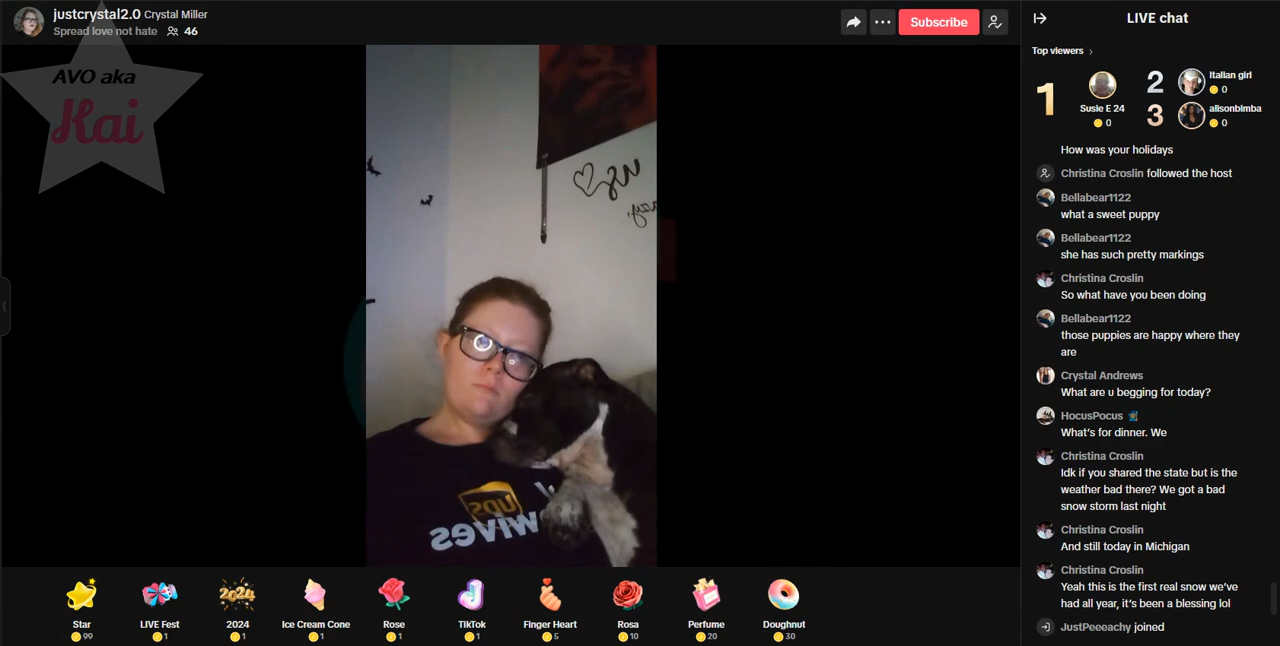 justcrystal2.0 Crystal Miller
Spread love not hate 46
Subscribe
AVO aka
Kai
us
ups
wives
Star
99
LIVE Fest
1
2024
2024
1
Ice Cream Cone
1
Rose
1
TikTok
1
Finger Heart
5
Rosa
10
Perfume
20
Doughnut
30
LIVE chat
Top viewers
1
Susie E 24
0
2
Italian girl
0
3
alisonbimba
0
How was your holidays
Christina Croslin followed the host
Bellabear1122
what a sweet puppy
Bellabear1122
she has such pretty markings
Christina Croslin
So what have you been doing
Bellabear1122
those puppies are happy where they
are
Crystal Andrews
What are u begging for today?
HocusPocus
What's for dinner. We
Christina Croslin
Idk if you shared the state but is the
weather bad there? We got a bad
snow storm last night
Christina Croslin
And still today in Michigan
Christina Croslin
Yeah this is the first real snow we've
had all year, it's been a blessing lol
JustPeeeachy joined